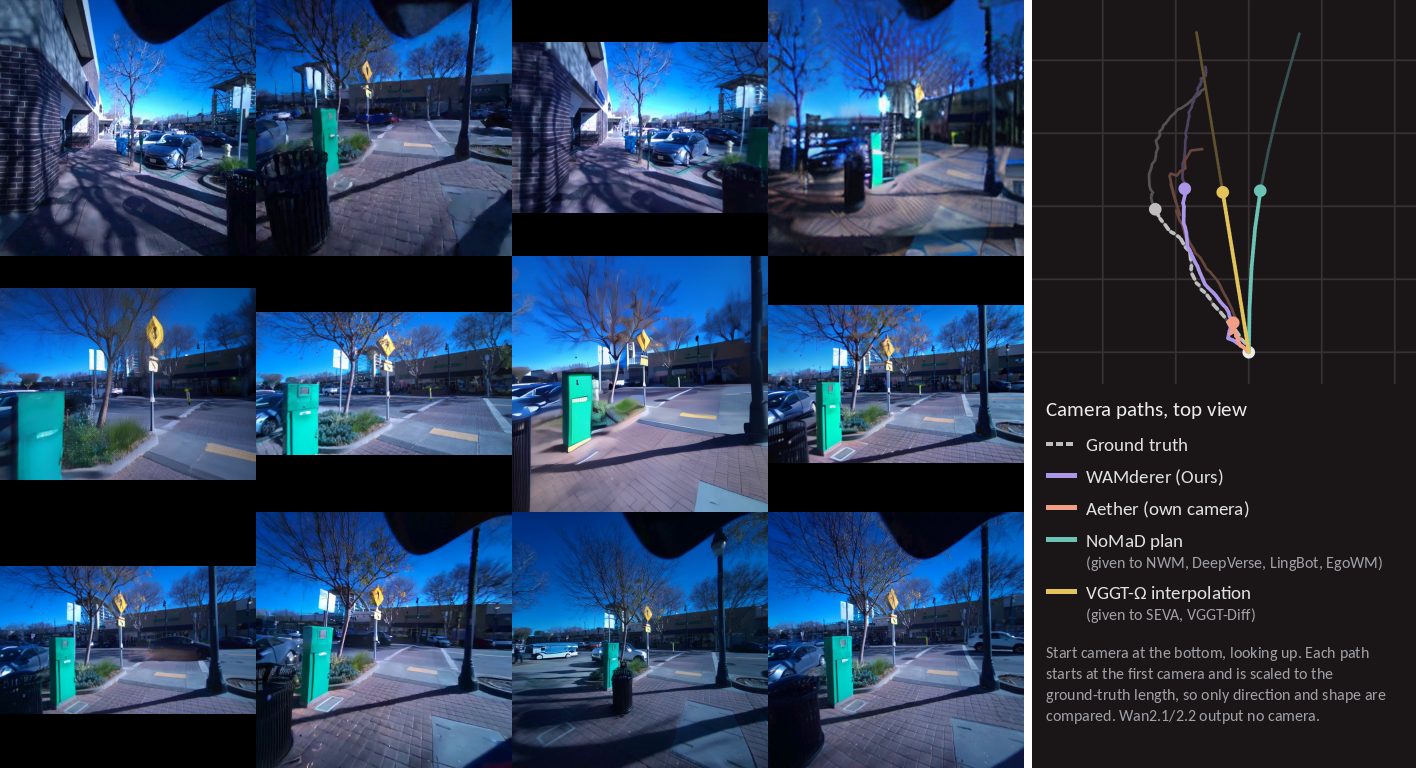 Camera paths, top view
Ground truth
WAMderer (Ours)
Aether (own camera)
NoMaD plan
(given to NWM, DeepVerse, LingBot, EgoWM)
VGGT-Ω interpolation
(given to SEVA, VGGT-Diff)
Start camera at the bottom, looking up. Each path
starts at the first camera and is scaled to the
ground-truth length, so only direction and shape are
compared. Wan2.1/2.2 output no camera.